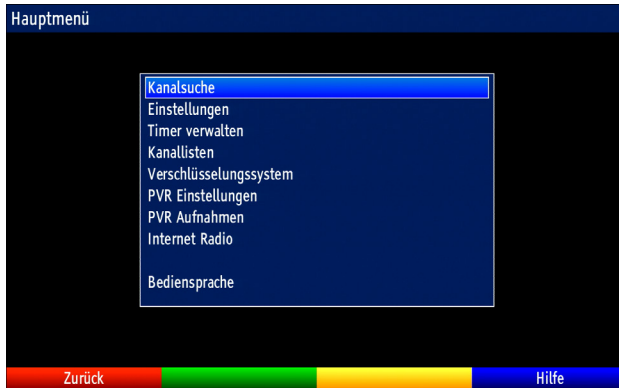 Hauptmenü
Kanalsuche
Einstellungen
Timer verwalten
Kanallisten
Verschlüsselungssystem
PVR Einstellungen
PVR Aufnahmen
Internet Radio
Bediensprache
Zurück
Hilfe